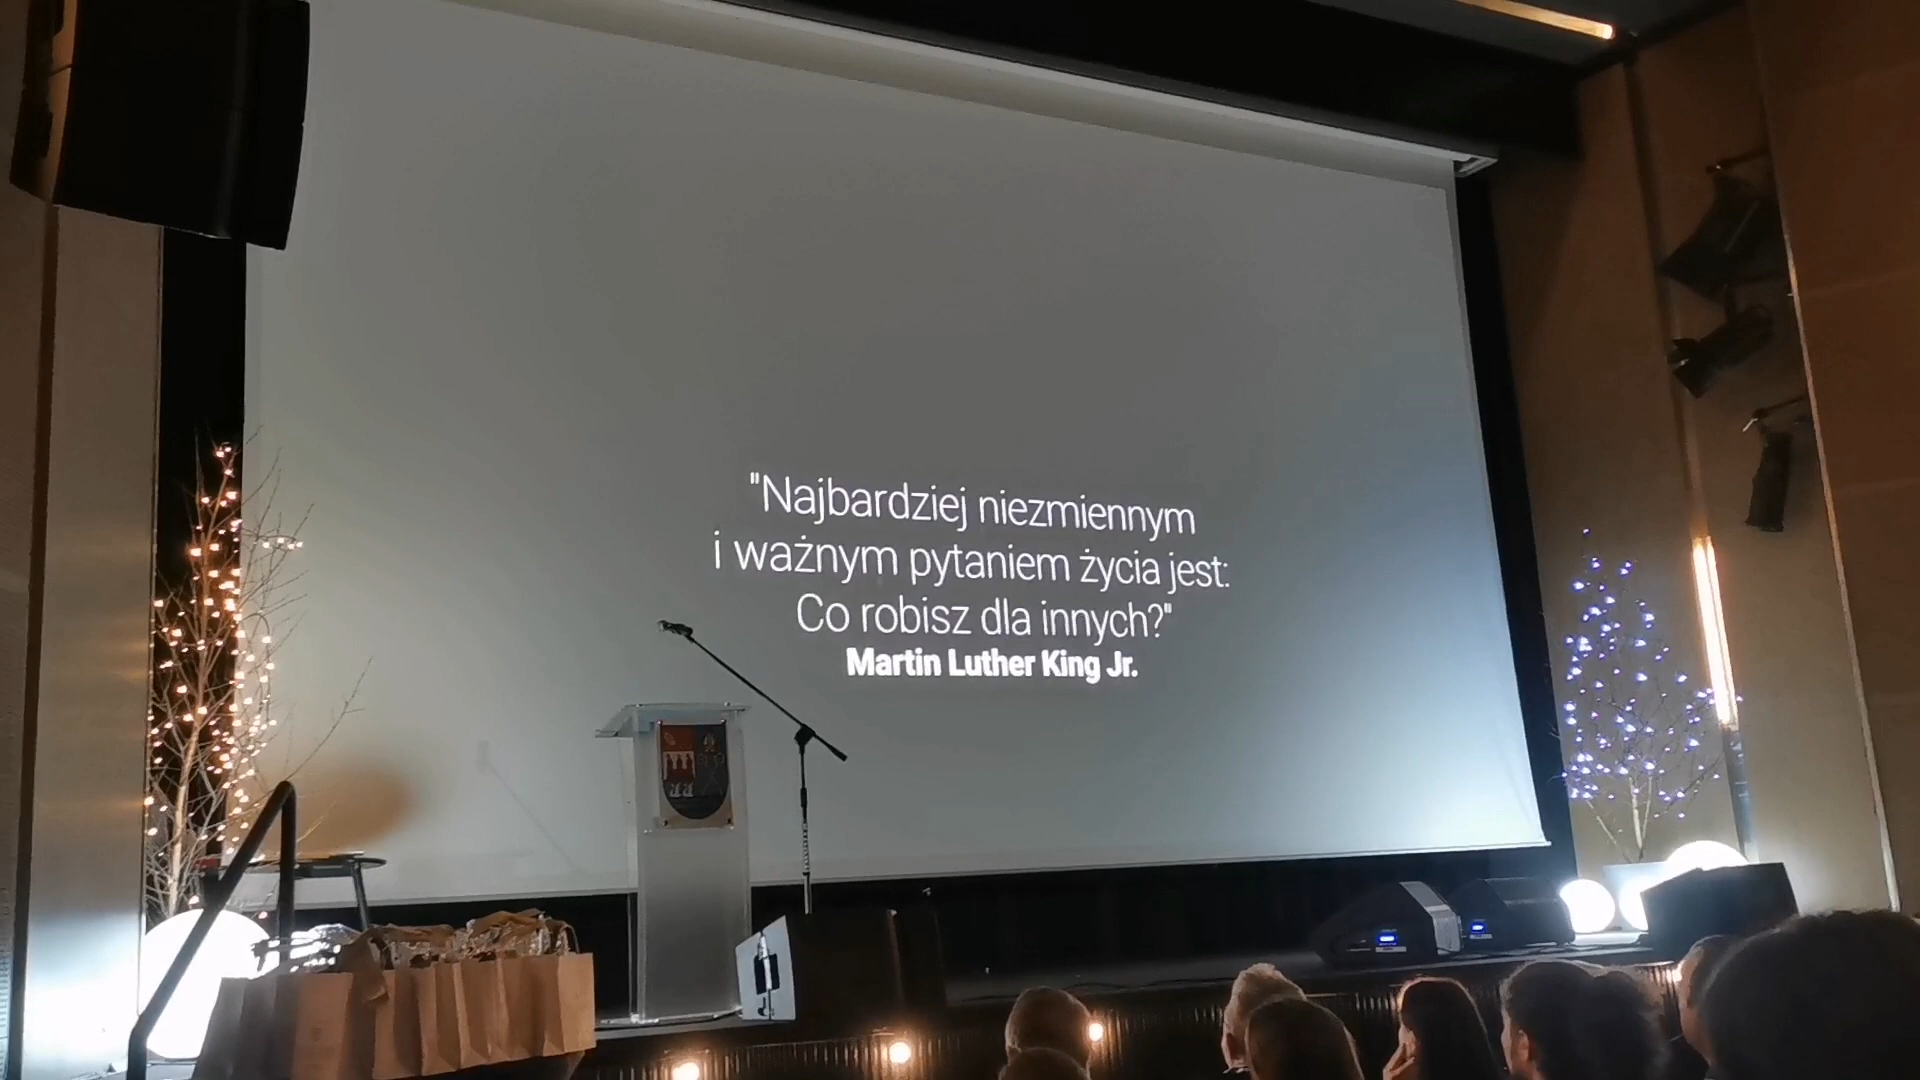 "Najbardziej niezmiennym
i ważnym pytaniem życia jest:
Co robisz dla innych?"
Martin Luther King Jr.